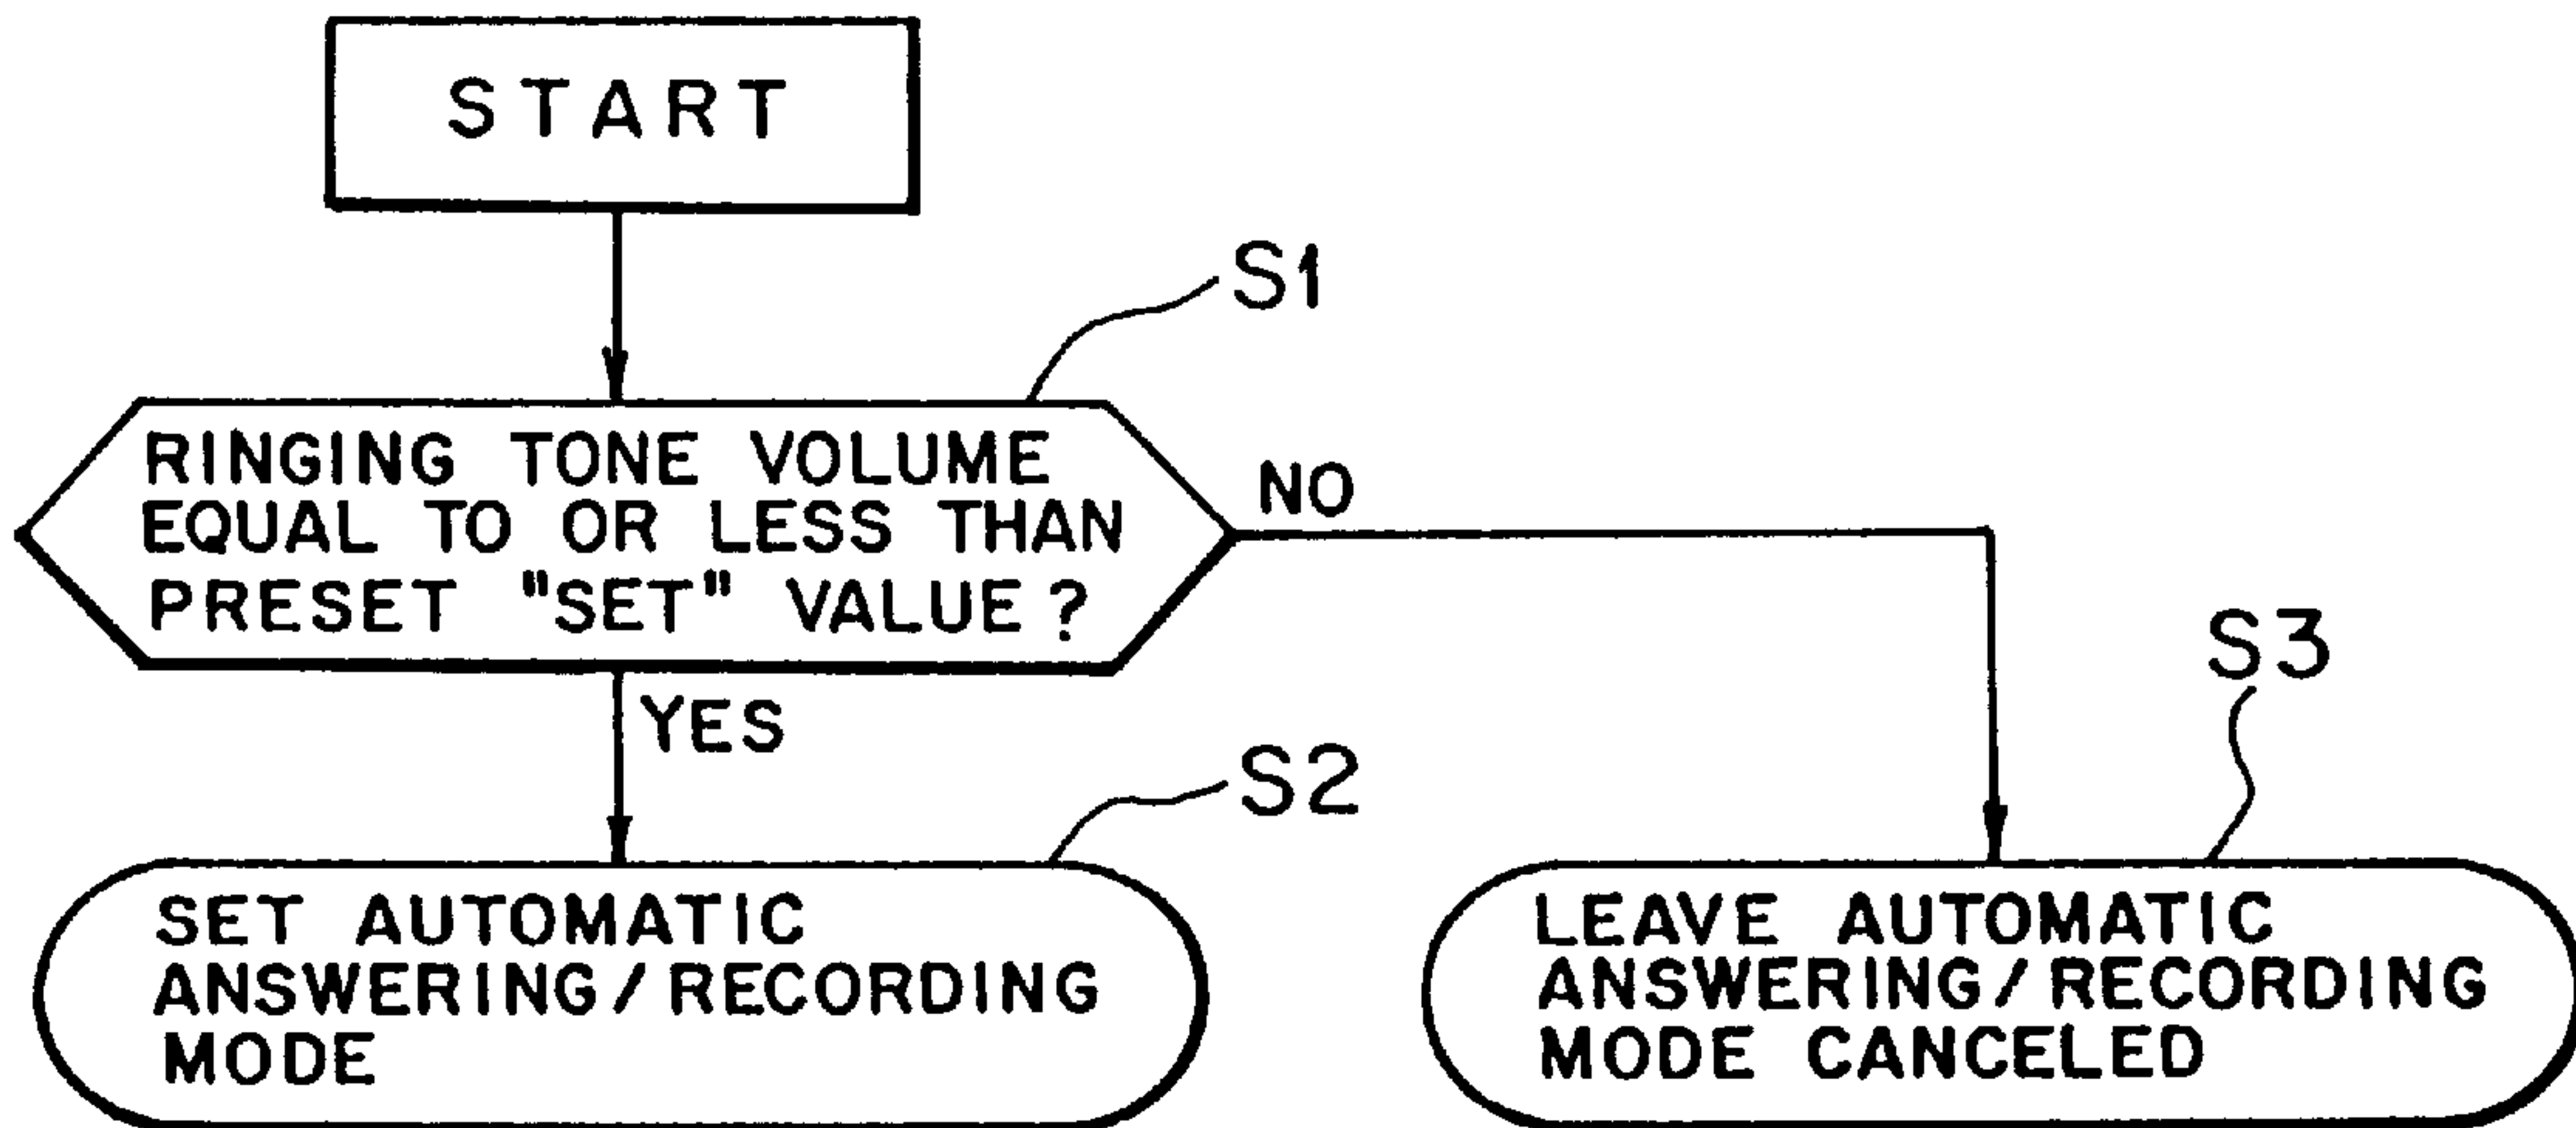 START
S1
RINGING TONE VOLUME
EQUAL TO OR LESS THAN
PRESET "SET" VALUE?
NO
YES
S2
SET AUTOMATIC
ANSWERING/RECORDING
MODE
S3
LEAVE AUTOMATIC
ANSWERING/RECORDING
MODE CANCELED